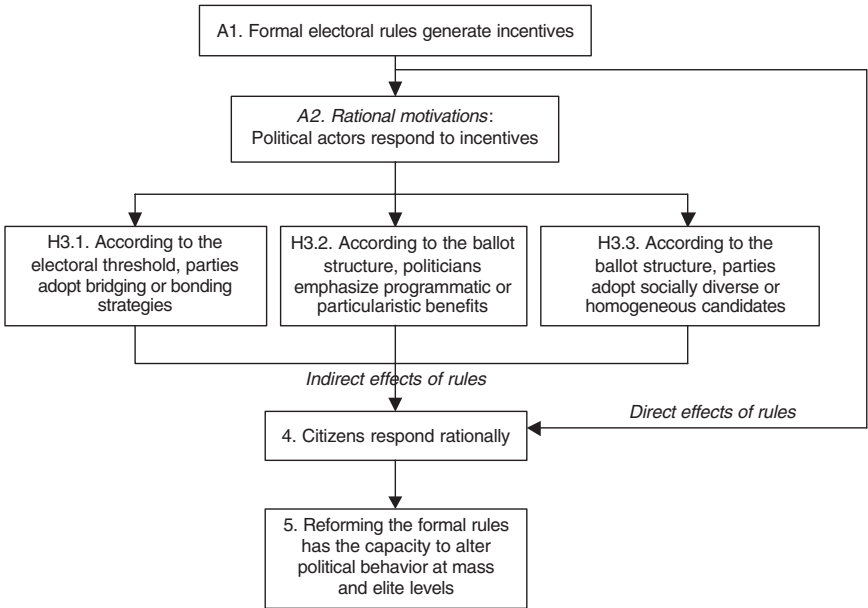 A1. Formal electoral rules generate incentives
A2. Rational motivations:
Political actors respond to incentives
H3.1. According to the
electoral threshold, parties
adopt bridging or bonding
strategies
H3.2. According to the ballot
structure, politicians
emphasize programmatic or
particularistic benefits
H3.3. According to the
ballot structure, parties
adopt socially diverse or
homogeneous candidates
Indirect effects of rules
Direct effects of rules
4. Citizens respond rationally
5. Reforming the formal rules
has the capacity to alter
political behavior at mass
and elite levels